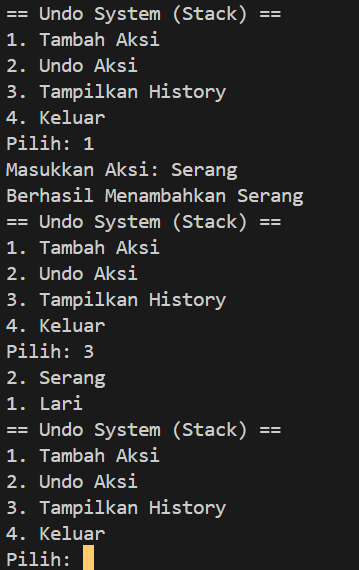 == Undo System (Stack) ==
1. Tambah Aksi
2. Undo Aksi
3. Tampilkan History
4. Keluar
Pilih: 1
Masukkan Aksi: Serang
Berhasil Menambahkan Serang
== Undo System (Stack) ==
1. Tambah Aksi
2. Undo Aksi
3. Tampilkan History
4. Keluar
Pilih: 3
2. Serang
1. Lari
== Undo System (Stack) ==
1. Tambah Aksi
2. Undo Aksi
3. Tampilkan History
4. Keluar
Pilih: